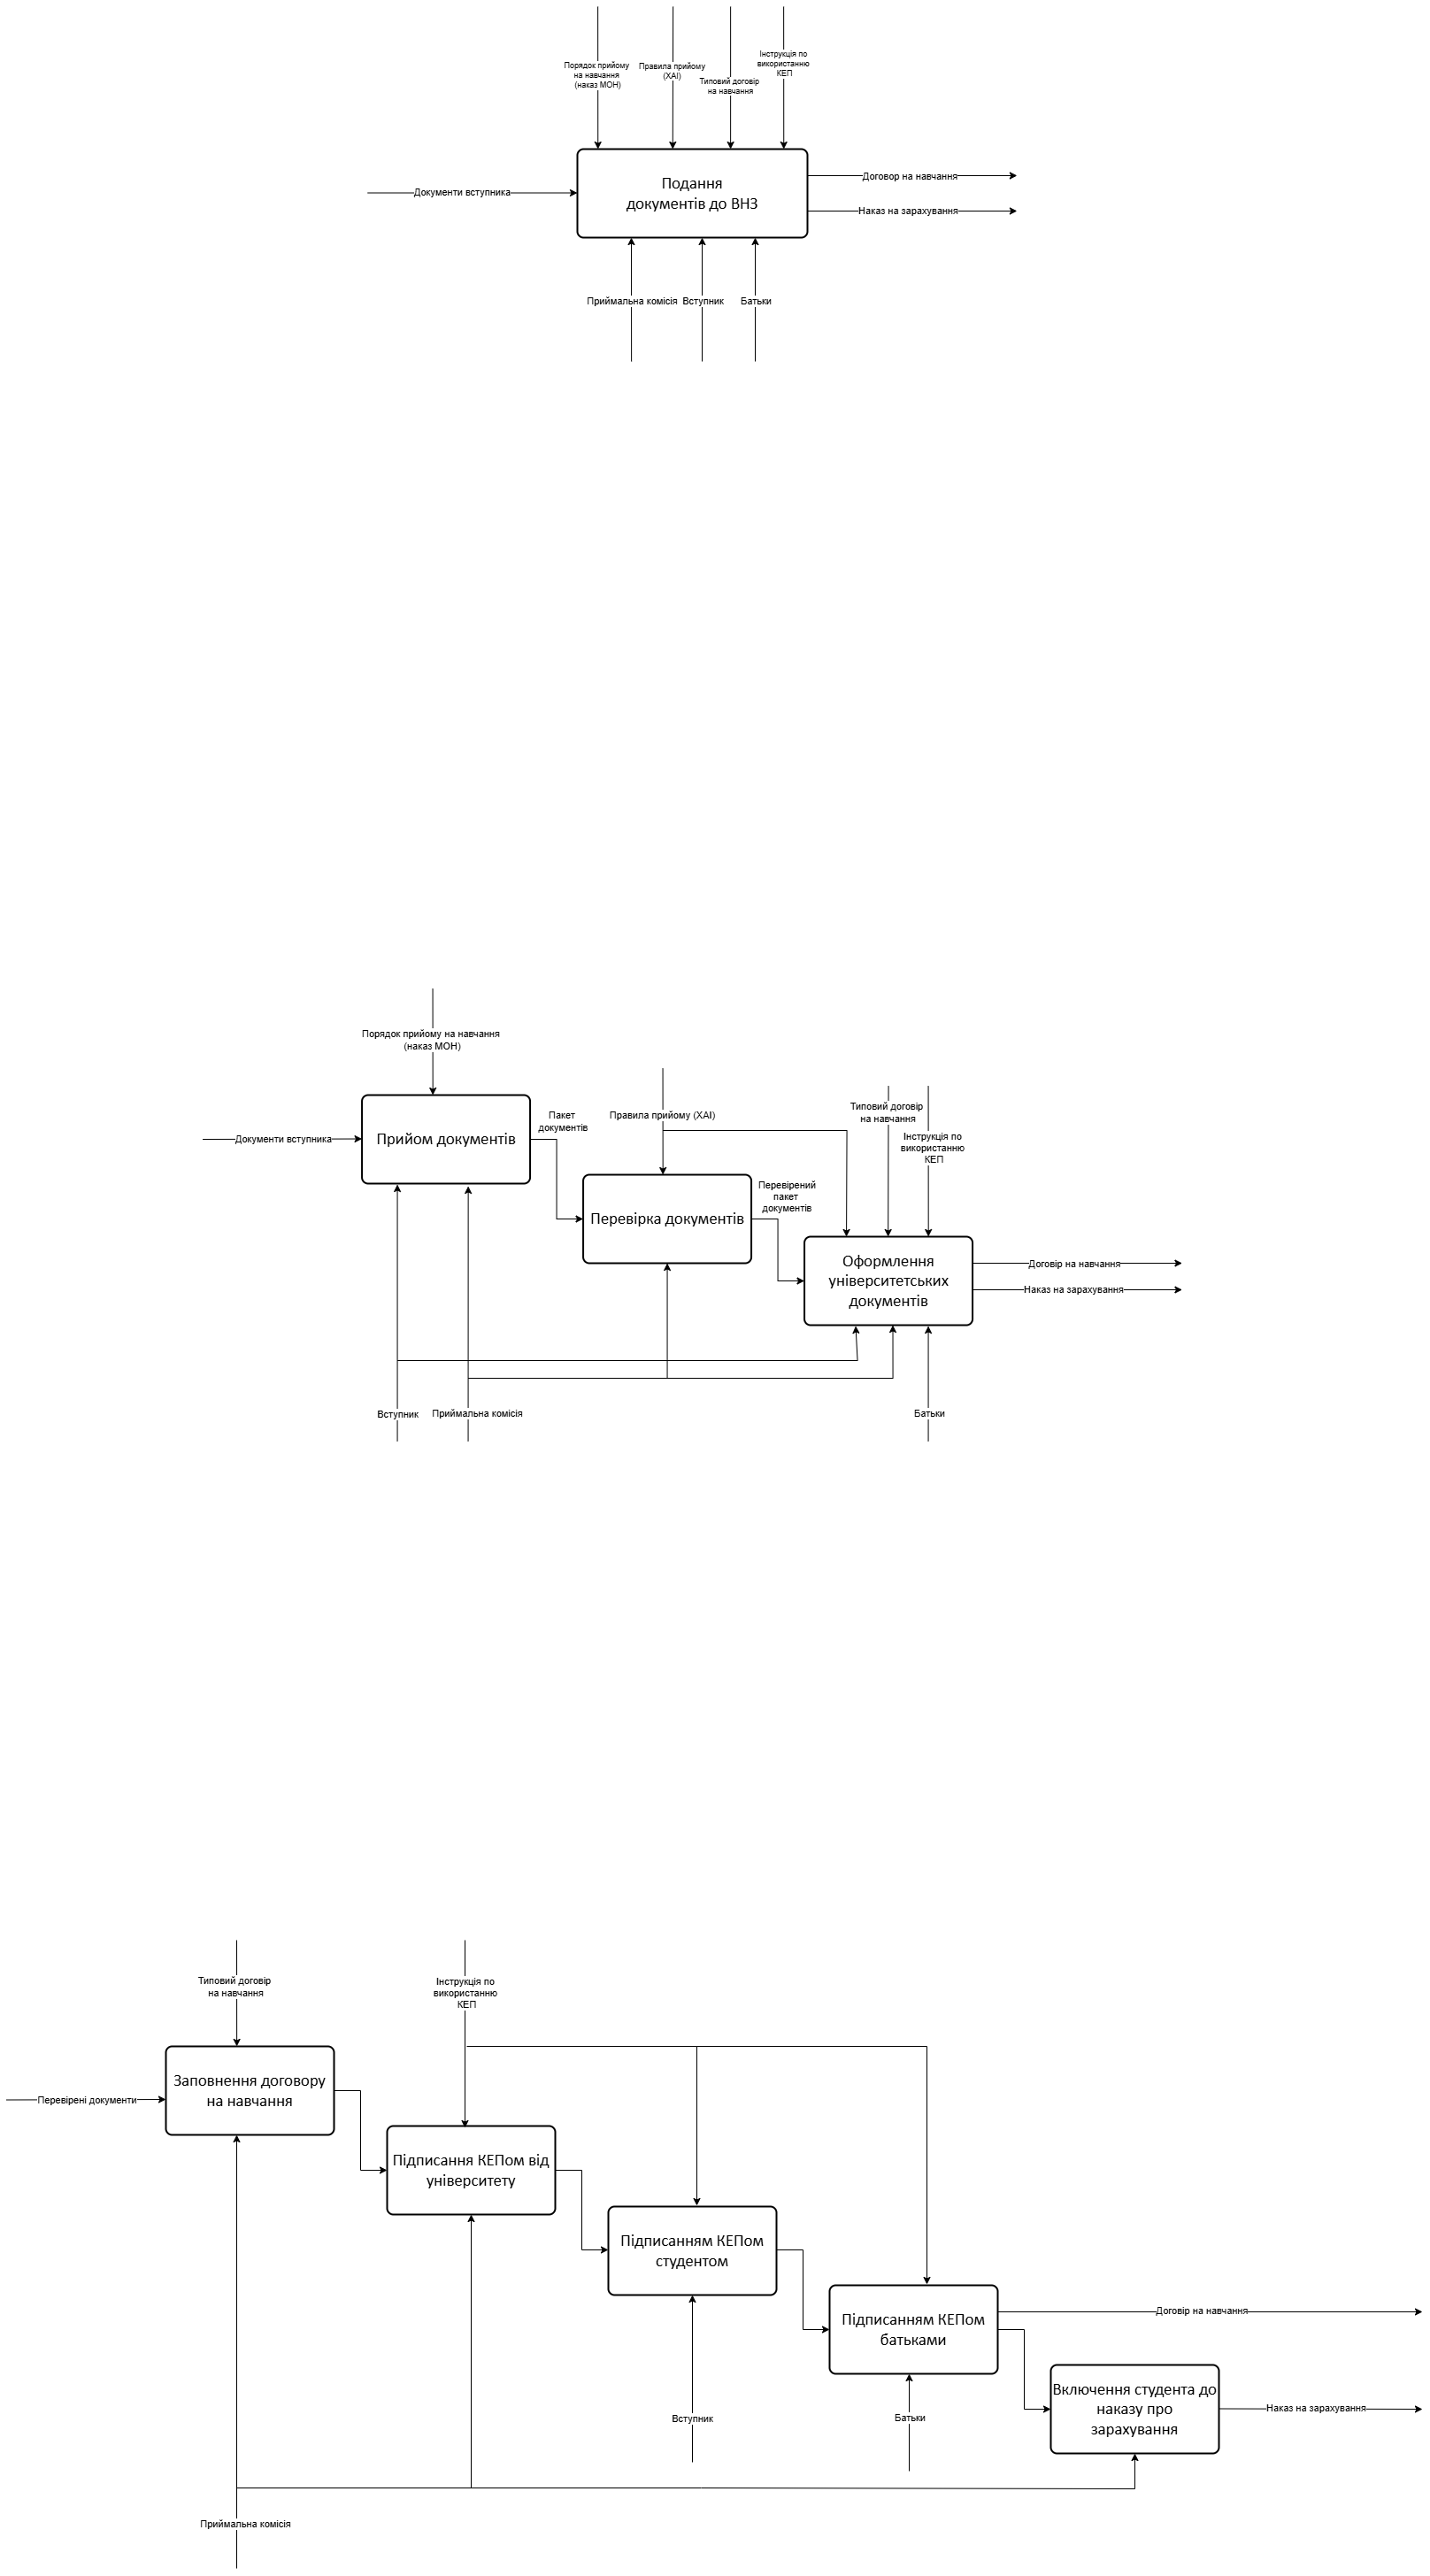 Порядок прийому
на навчання
(наказ МОН)
Правила прийому
(ХАІ)
Типовий договір
на навчання
Інструкція по
використанню
КЕП
Документи вступника
Подання
документів до ВНЗ
Договор на навчання
Наказ на зарахування
Приймальна комісія
Вступник
Батьки
Порядок прийому на навчання
(наказ МОН)
Документи вступника
Прийом документів
Пакет
документів
Правила прийому (ХАІ)
Перевірка документів
Перевірений
пакет
документів
Типовий договір
на навчання
Інструкція по
використанню
КЕП
Оформлення
університетських
документів
Договір на навчання
Наказ на зарахування
Вступник
Приймальна комісія
Батьки
Типовий договір
на навчання
Інструкція по
використанню
КЕП
Перевірені документи
Заповнення договору
на навчання
Підписання КЕПом від
університету
Підписанням КЕПом
студентом
Підписанням КЕПом
батьками
Договір на навчання
Включення студента до
наказу про
зарахування
Наказ на зарахування
Вступник
Батьки
Приймальна комісія